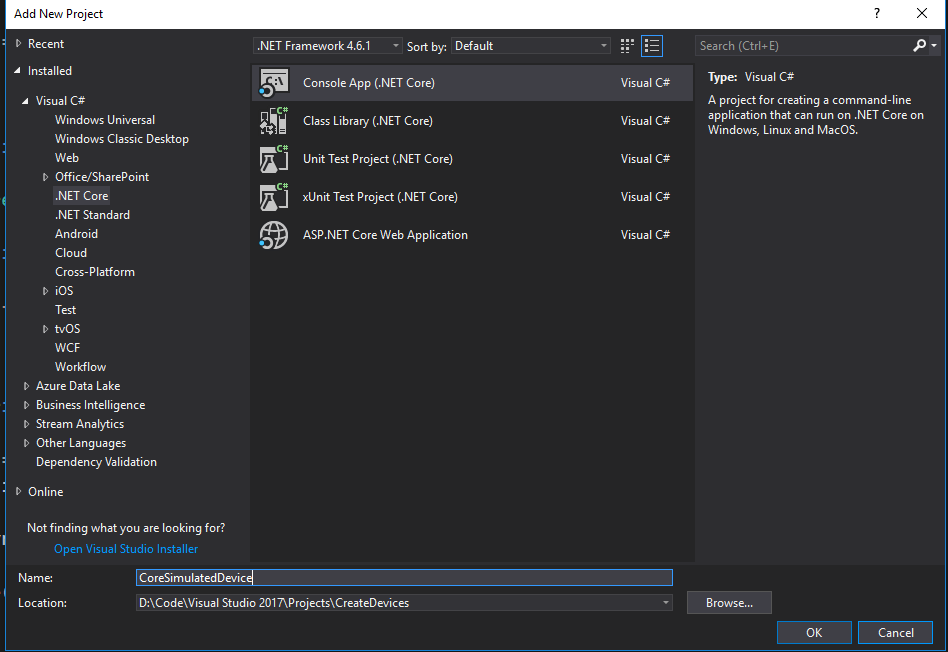 Add New Project
?
Recent
.NET Framework 4.6.1
Sort by:
Default
Search (Ctrl+E)
Installed
Visual C#
Windows Universal
Windows Classic Desktop
Web
Office/SharePoint
.NET Core
.NET Standard
Android
Cloud
Cross-Platform
iOS
Test
tvOS
WCF
Workflow
Azure Data Lake
Business Intelligence
Stream Analytics
Other Languages
Dependency Validation
Online
Not finding what you are looking for?
Open Visual Studio Installer
C:\
Console App (.NET Core)
Visual C#
C#
Class Library (.NET Core)
Visual C#
C#
Unit Test Project (.NET Core)
Visual C#
C#
xUnit Test Project (.NET Core)
Visual C#
ASP.NET Core Web Application
Visual C#
Type: Visual C#
A project for creating a command-line
application that can run on .NET Core on
Windows, Linux and MacOS.
Name:
CoreSimulatedDevice
Location:
D:\Code\Visual Studio 2017\Projects\CreateDevices
Browse...
OK
Cancel